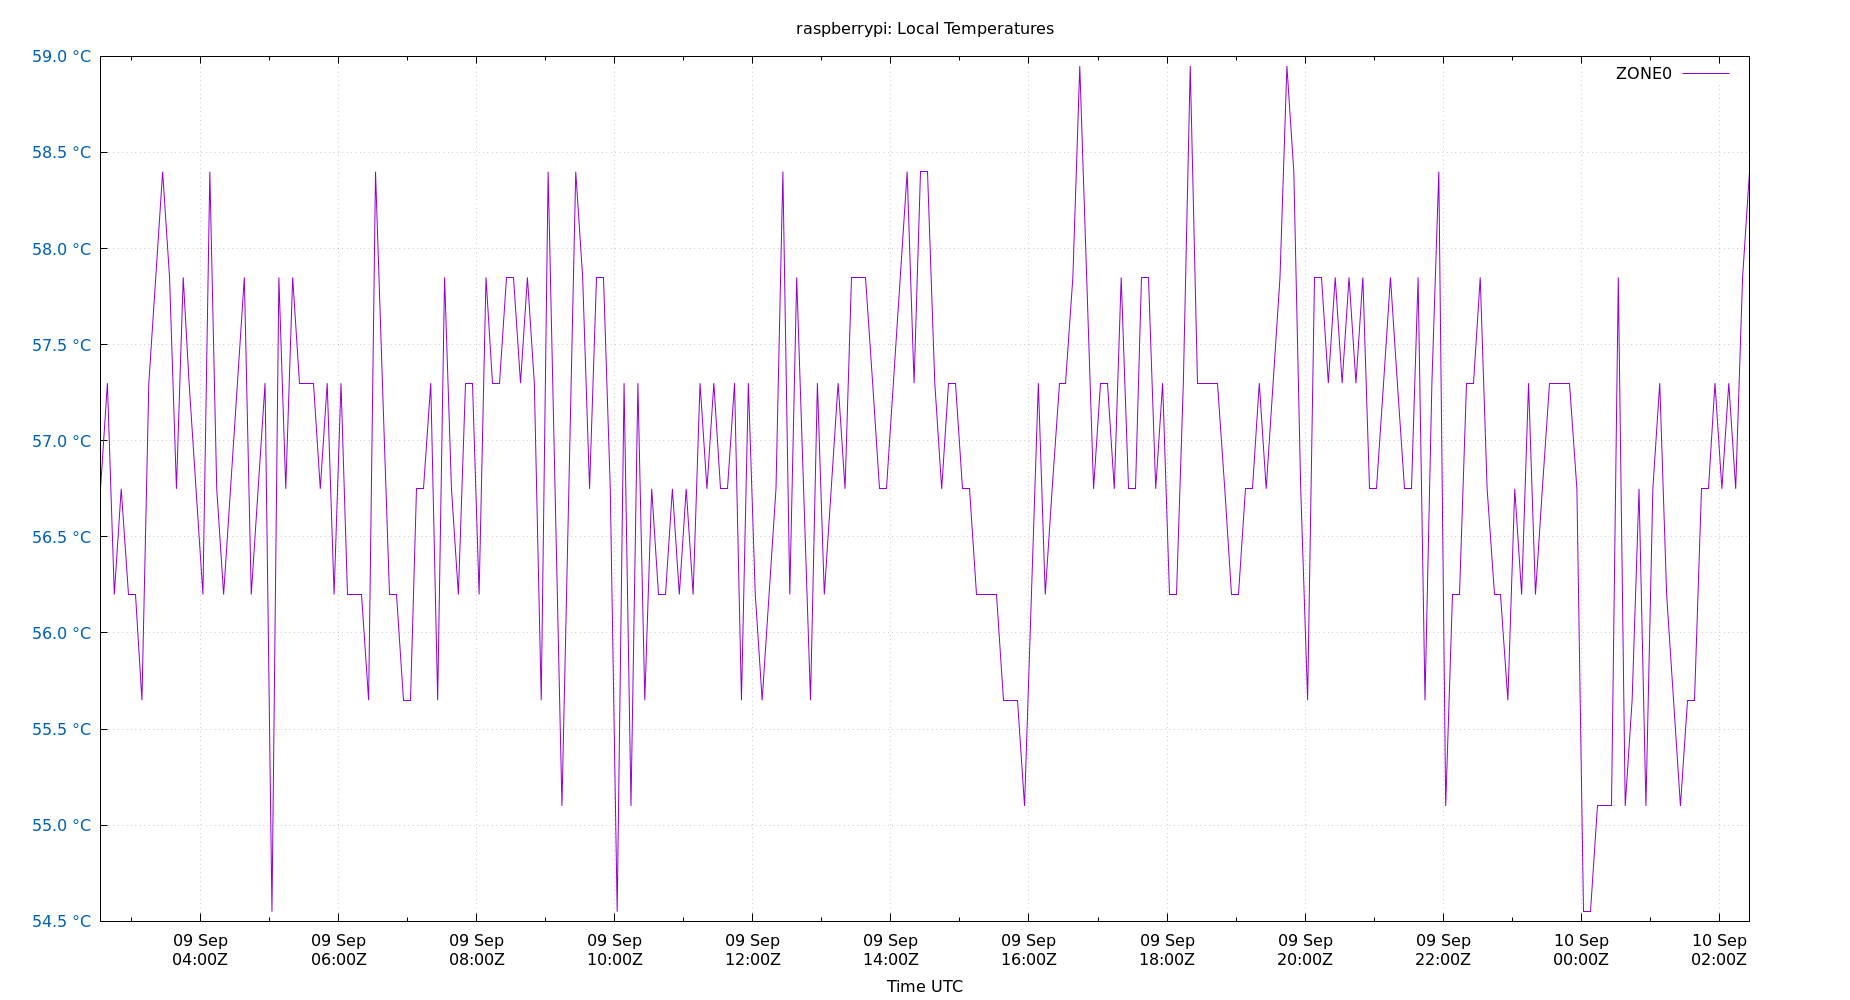 raspberrypi: Local Temperatures
59.0 °C
ZONE0
58.5 °C
58.0 °C
57.5 °C
57.0 °C
56.5 °C
56.0 °C
55.5 °C
55.0 °C
54.5 °C
09 Sep 09 Sep 09 Sep 09 Sep 09 Sep 09 Sep 09 Sep 09 Sep 09 Sep 09 Sep 10 Sep 10 Sep
04:00Z 06:00Z 08:00Z 10:00Z 12:00Z 14:00Z 16:00Z 18:00Z 20:00Z 22:00Z 00:00Z 02:00Z
Time UTC